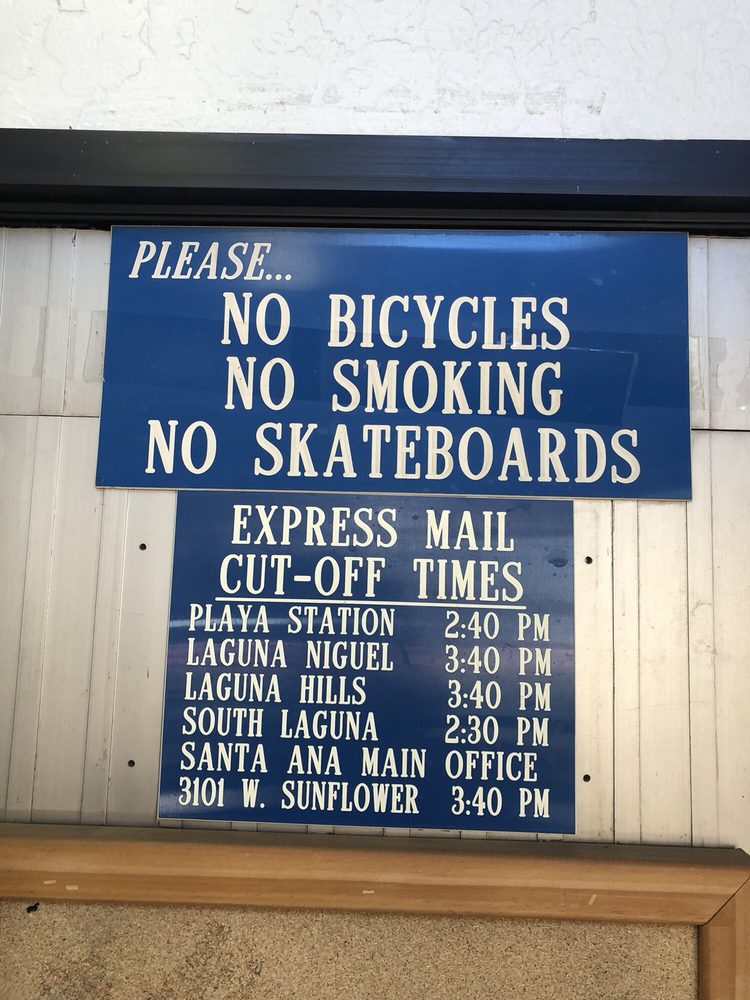 PLEASE...
NO BICYCLES
NO SMOKING
NO SKATEBOARDS
EXPRESS MAIL
CUT-OFF TIMES
PLAYA STATION 2:40 PM
LAGUNA NIGUEL 3:40 PM
LAGUNA HILLS 3:40 PM
SOUTH LAGUNA 2:30 PM
SANTA ANA MAIN OFFICE
3101 W. SUNFLOWER 3:40 PM